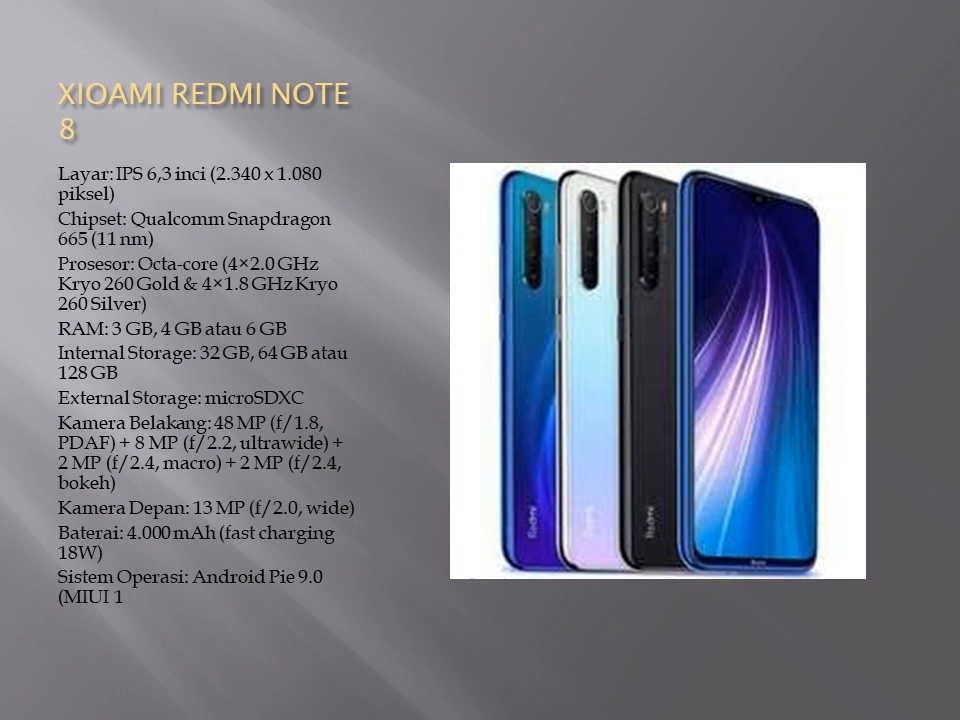 XIOAMI REDMI NOTE
8
Layar: IPS 6,3 inci (2.340 x 1.080
piksel)
Chipset: Qualcomm Snapdragon
665 (11 nm)
Prosesor: Octa-core (4×2.0 GHz
Kryo 260 Gold & 4×1.8 GHz Kryo
260 Silver)
RAM: 3 GB, 4 GB atau 6 GB
Internal Storage: 32 GB, 64 GB atau
128 GB
External Storage: microSDXC
Kamera Belakang: 48 MP (f/1.8,
PDAF) + 8 MP (f/2.2, ultrawide) +
2 MP (f/2.4, macro) + 2 MP (f/2.4,
bokeh)
Kamera Depan: 13 MP (f/2.0, wide)
Baterai: 4.000 mAh (fast charging
18W)
Sistem Operasi: Android Pie 9.0
(MIUI 1
Redmi
Redmi